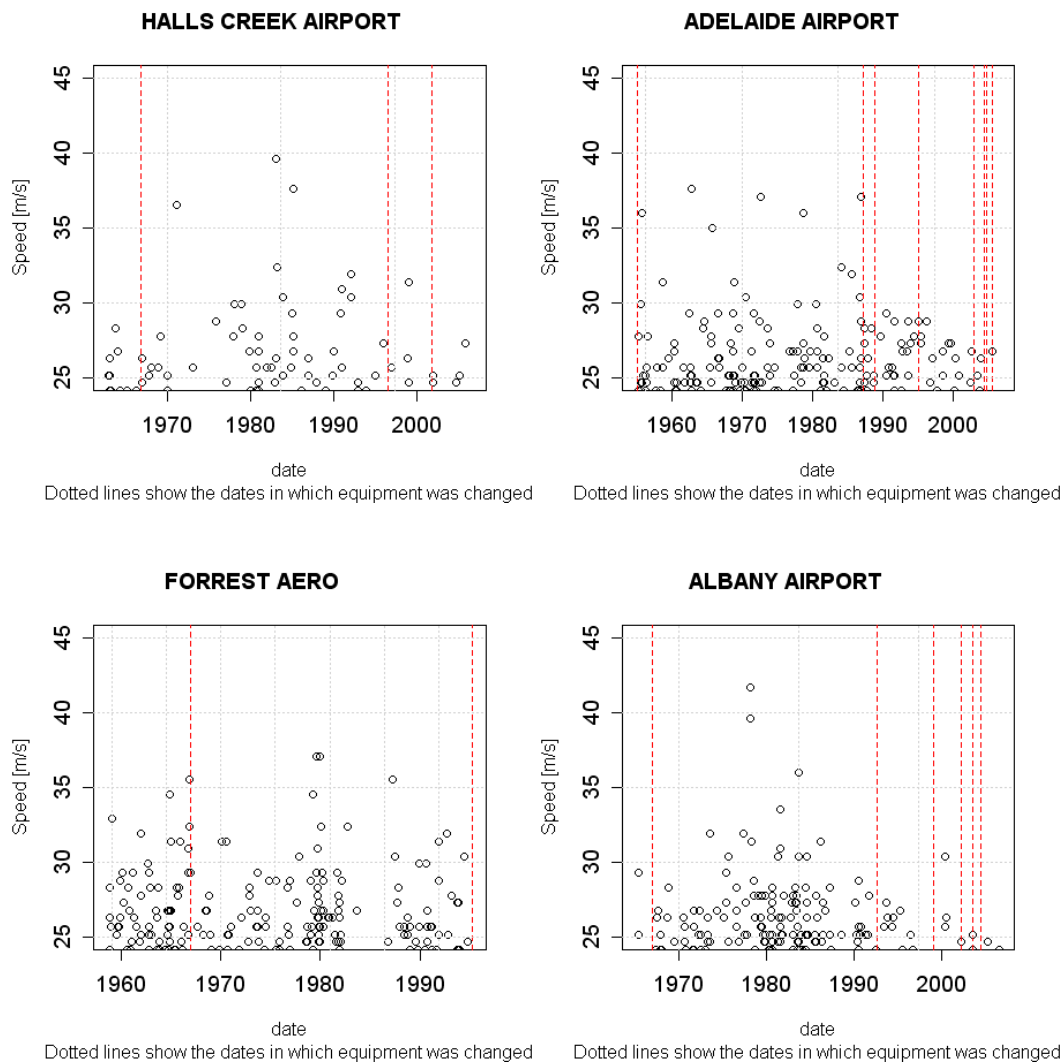 HALLS CREEK AIRPORT
Speed [m/s]
45
40
35
30
25
1970 1980 1990 2000
date
Dotted lines show the dates in which equipment was changed
ADELAIDE AIRPORT
Speed [m/s]
45
40
35
30
25
1960 1970 1980 1990 2000
date
Dotted lines show the dates in which equipment was changed
FORREST AERO
Speed [m/s]
45
40
35
30
25
1960 1970 1980 1990
date
Dotted lines show the dates in which equipment was changed
ALBANY AIRPORT
Speed [m/s]
45
40
35
30
25
1970 1980 1990 2000
date
Dotted lines show the dates in which equipment was changed